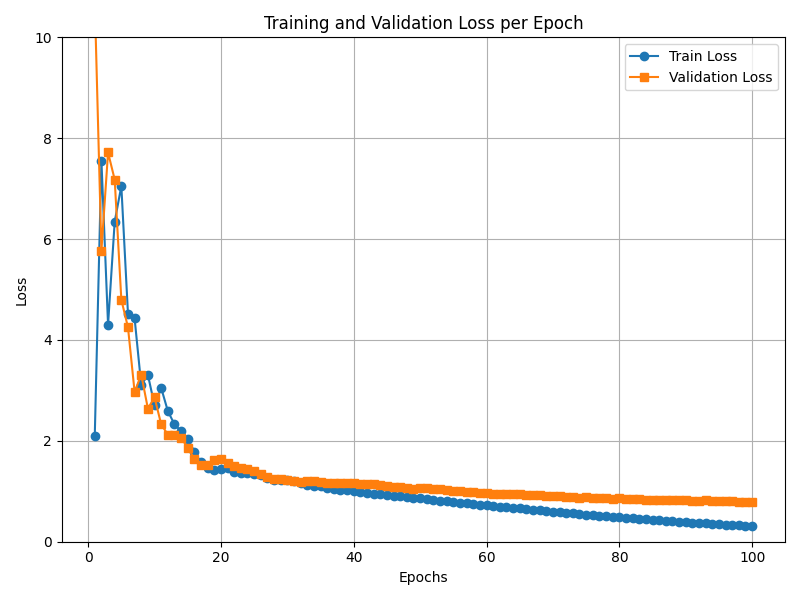 Training and Validation Loss per Epoch
Train Loss
Validation Loss
10
8
6
4
2
0
Loss
0 20 40 60 80 100
Epochs